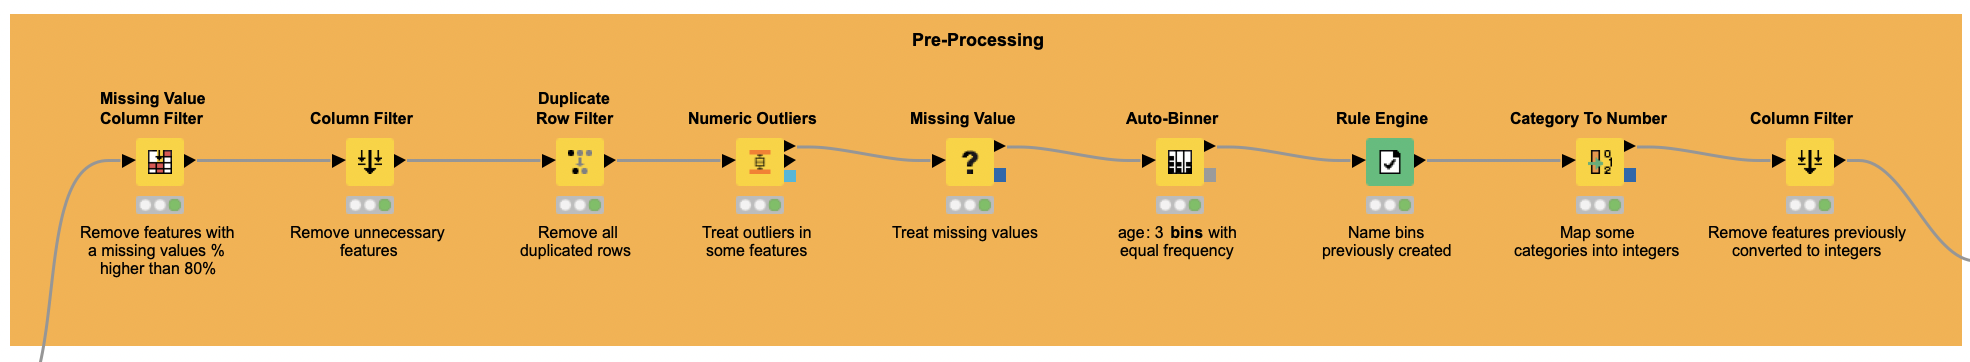 Pre-Processing
Missing Value
Column Filter
Remove features with
a missing values %
higher than 80%
Column Filter
Remove unnecessary
features
Duplicate
Row Filter
Remove all
duplicated rows
Numeric Outliers
Treat outliers in
some features
Missing Value
?
Treat missing values
Auto-Binner
age: 3 bins with
equal frequency
Rule Engine
Name bins
previously created
Category To Number
0
1
2
Map some
categories into integers
Column Filter
Remove features previously
converted to integers